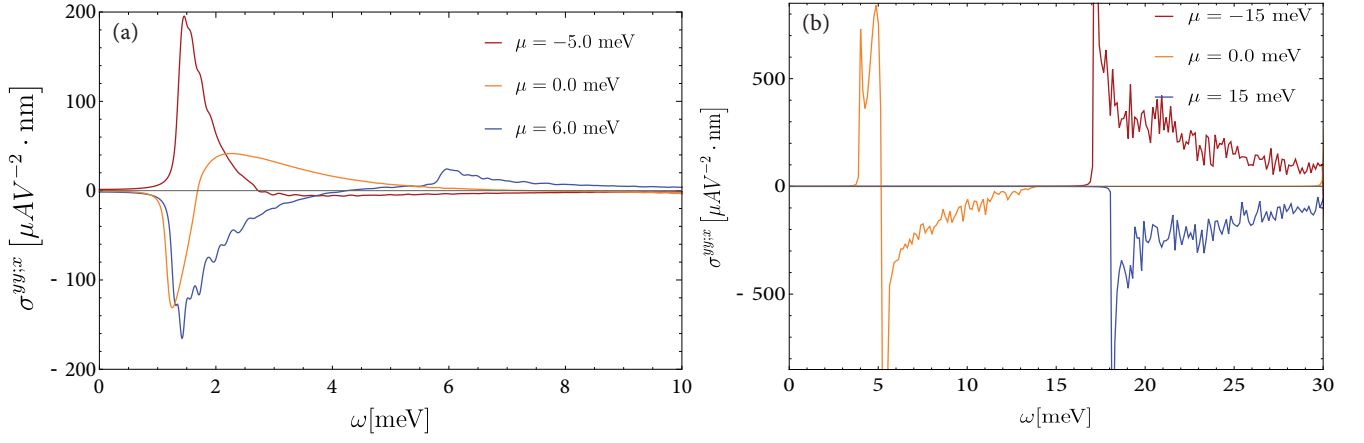 (a)
μ = −5.0 meV
μ = 0.0 meV
μ = 6.0 meV
200
100
0
- 100
- 200
σ^{yy;x} [μAV^{−2} · nm]
0
2
4
6
8
10
ω[meV]
(b)
μ = −15 meV
μ = 0.0 meV
μ = 15 meV
500
0
- 500
σ^{yy;x} [μAV^{−2} · nm]
0
5
10
15
20
25
30
ω[meV]